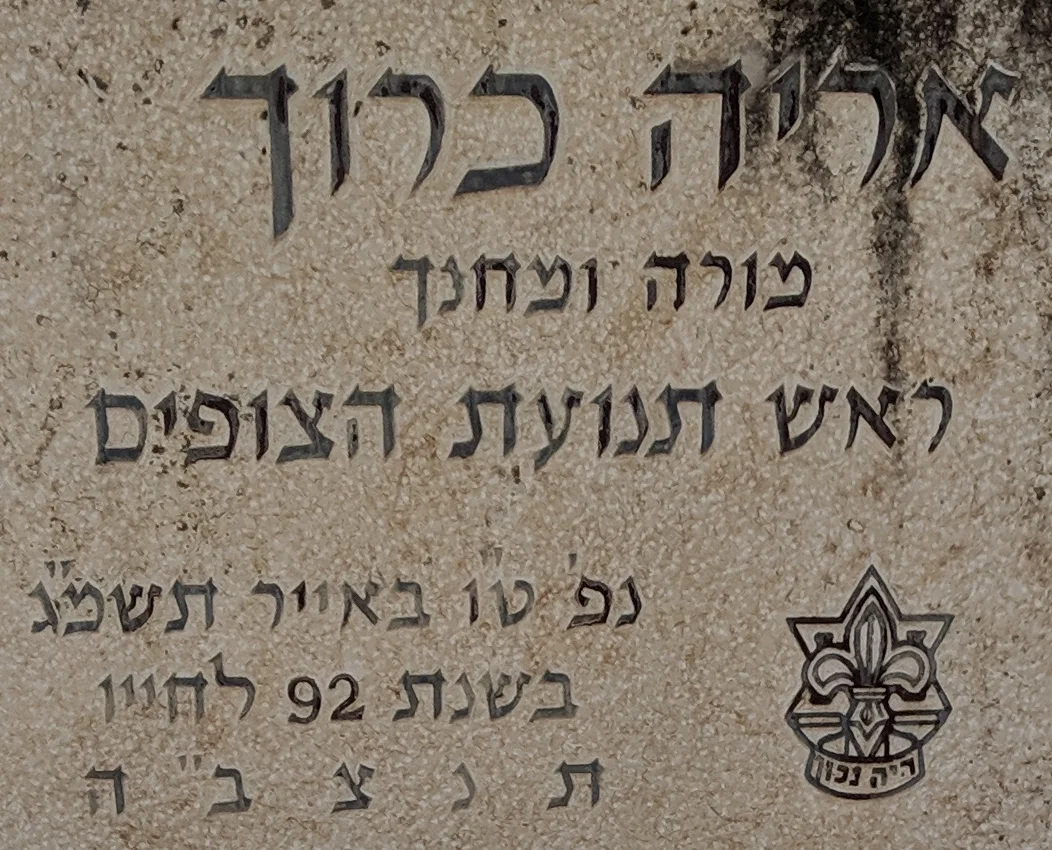 אריה כרוך
מורה ומחנך
ראש תנועת הצופים
נפ' ט"ו באייר תשמ"ג
בשנת 92 לחייו
ת נ צ ב" ה
היה נכון